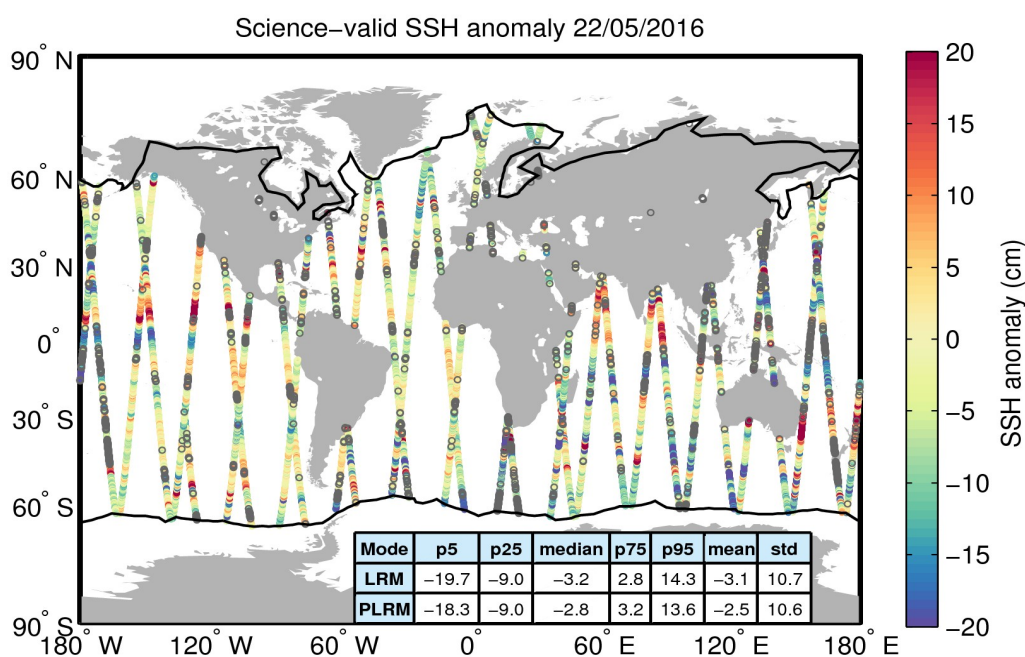 Science−valid SSH anomaly 22/05/2016
90° N
60° N
30° N
0°
30° S
60° S
90° S
180° W
120° W
60° W
0°
60° E
120° E
180° E
Mode p5 p25 median p75 p95 mean std
LRM −19.7 −9.0 −3.2 2.8 14.3 −3.1 10.7
PLRM −18.3 −9.0 −2.8 3.2 13.6 −2.5 10.6
20
15
10
5
0
−5
−10
−15
−20
SSH anomaly (cm)